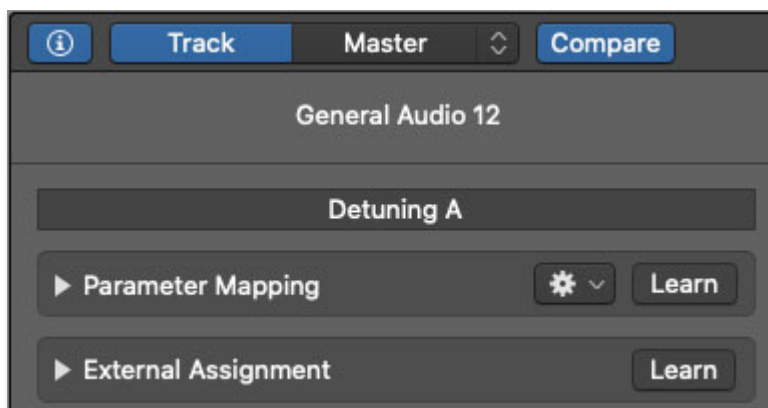 Track Master Compare
General Audio 12
Detuning A
Parameter Mapping Learn
External Assignment Learn